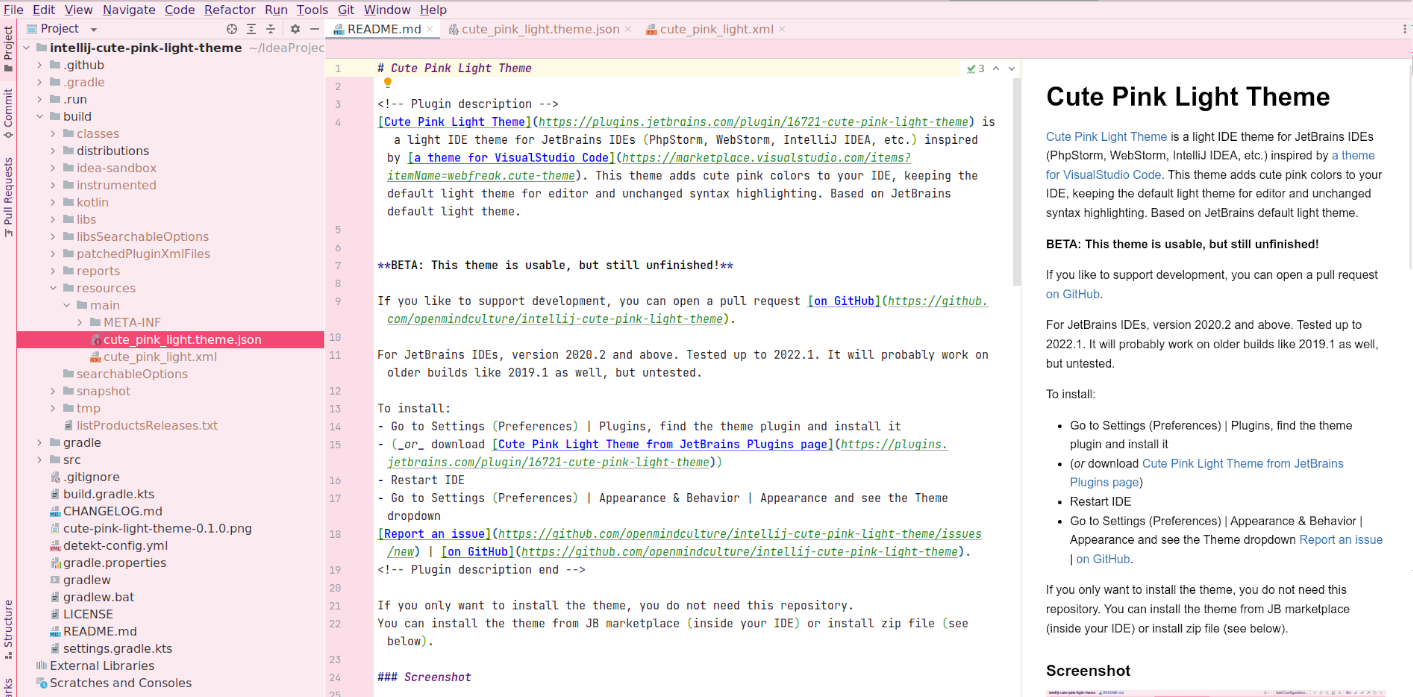 File Edit View Navigate Code Refactor Run Tools Git Window Help
Project
Commit
Pull Requests
Structure
Project
intellij-cute-pink-light-theme ~/IdeaProjec
.github
.gradle
.run
build
classes
distributions
idea-sandbox
instrumented
kotlin
libs
libsSearchableOptions
patchedPluginXmlFiles
reports
resources
main
META-INF
cute_pink_light.theme.json
cute_pink_light.xml
searchableOptions
snapshot
tmp
listProductsReleases.txt
gradle
src
.gitignore
build.gradle.kts
CHANGELOG.md
cute-pink-light-theme-0.1.0.png
detekt-config.yml
gradle.properties
gradlew
gradlew.bat
LICENSE
README.md
settings.gradle.kts
External Libraries
Scratches and Consoles
README.md cute_pink_light.theme.json cute_pink_light.xml
3
1 # Cute Pink Light Theme
2
3 <!-- Plugin description -->
4 [Cute Pink Light Theme](https://plugins.jetbrains.com/plugin/16721-cute-pink-light-theme) is
a light IDE theme for JetBrains IDEs (PhpStorm, WebStorm, IntelliJ IDEA, etc.) inspired
by [a theme for VisualStudio Code](https://marketplace.visualstudio.com/items?
itemName=webfreak.cute-theme). This theme adds cute pink colors to your IDE, keeping the
default light theme for editor and unchanged syntax highlighting. Based on JetBrains
default light theme.
5
6
7 **BETA: This theme is usable, but still unfinished!**
8
9 If you like to support development, you can open a pull request [on GitHub](https://github.
com/openmindculture/intellij-cute-pink-light-theme).
10
11 For JetBrains IDEs, version 2020.2 and above. Tested up to 2022.1. It will probably work on
older builds like 2019.1 as well, but untested.
12
13 To install:
14 - Go to Settings (Preferences) | Plugins, find the theme plugin and install it
15 - (_or_ download [Cute Pink Light Theme from JetBrains Plugins page](https://plugins.
jetbrains.com/plugin/16721-cute-pink-light-theme))
16 - Restart IDE
17 - Go to Settings (Preferences) | Appearance & Behavior | Appearance and see the Theme
dropdown
18 [Report an issue](https://github.com/openmindculture/intellij-cute-pink-light-theme/issues
/new) | [on GitHub](https://github.com/openmindculture/intellij-cute-pink-light-theme).
19 <!-- Plugin description end -->
20
21 If you only want to install the theme, you do not need this repository.
22 You can install the theme from JB marketplace (inside your IDE) or install zip file (see
below).
23
24 ### Screenshot
25
Cute Pink Light Theme
Cute Pink Light Theme is a light IDE theme for JetBrains IDEs
(PhpStorm, WebStorm, IntelliJ IDEA, etc.) inspired by a theme
for VisualStudio Code. This theme adds cute pink colors to your
IDE, keeping the default light theme for editor and unchanged
syntax highlighting. Based on JetBrains default light theme.
BETA: This theme is usable, but still unfinished!
If you like to support development, you can open a pull request
on GitHub.
For JetBrains IDEs, version 2020.2 and above. Tested up to
2022.1. It will probably work on older builds like 2019.1 as well,
but untested.
To install:
• Go to Settings (Preferences) | Plugins, find the theme
plugin and install it
• (or download Cute Pink Light Theme from JetBrains
Plugins page)
• Restart IDE
• Go to Settings (Preferences) | Appearance & Behavior |
Appearance and see the Theme dropdown Report an issue
| on GitHub.
If you only want to install the theme, you do not need this
repository. You can install the theme from JB marketplace
(inside your IDE) or install zip file (see below).
Screenshot